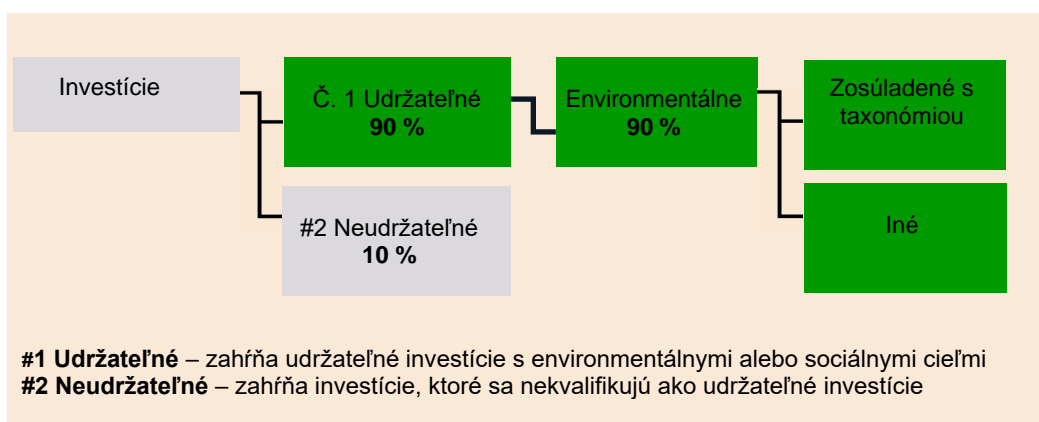 Investície
Č. 1 Udržateľné
90 %
Environmentálne
90 %
Zosúladené s
taxonómiou
#2 Neudržateľné
10 %
Iné
#1 Udržateľné – zahŕňa udržateľné investície s environmentálnymi alebo sociálnymi cieľmi
#2 Neudržateľné – zahŕňa investície, ktoré sa nekvalifikujú ako udržateľné investície